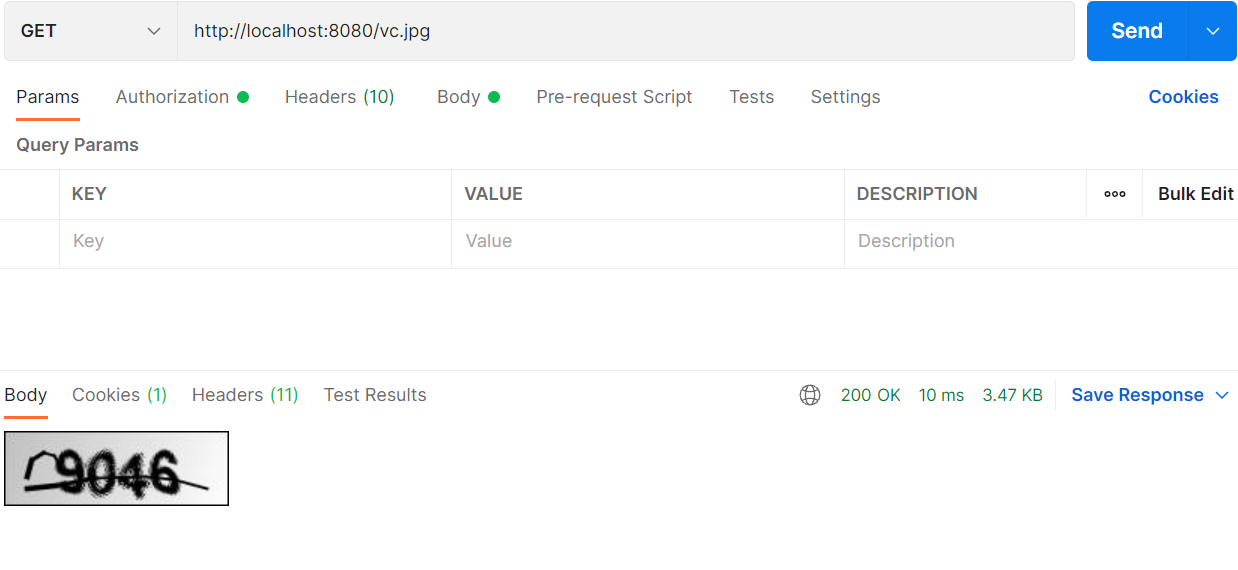 GET http://localhost:8080/vc.jpg Send
Params Authorization Headers (10) Body Pre-request Script Tests Settings Cookies
Query Params
KEY VALUE DESCRIPTION ooo Bulk Edit
Key Value Description
Body Cookies (1) Headers (11) Test Results 200 OK 10 ms 3.47 KB Save Response
9046